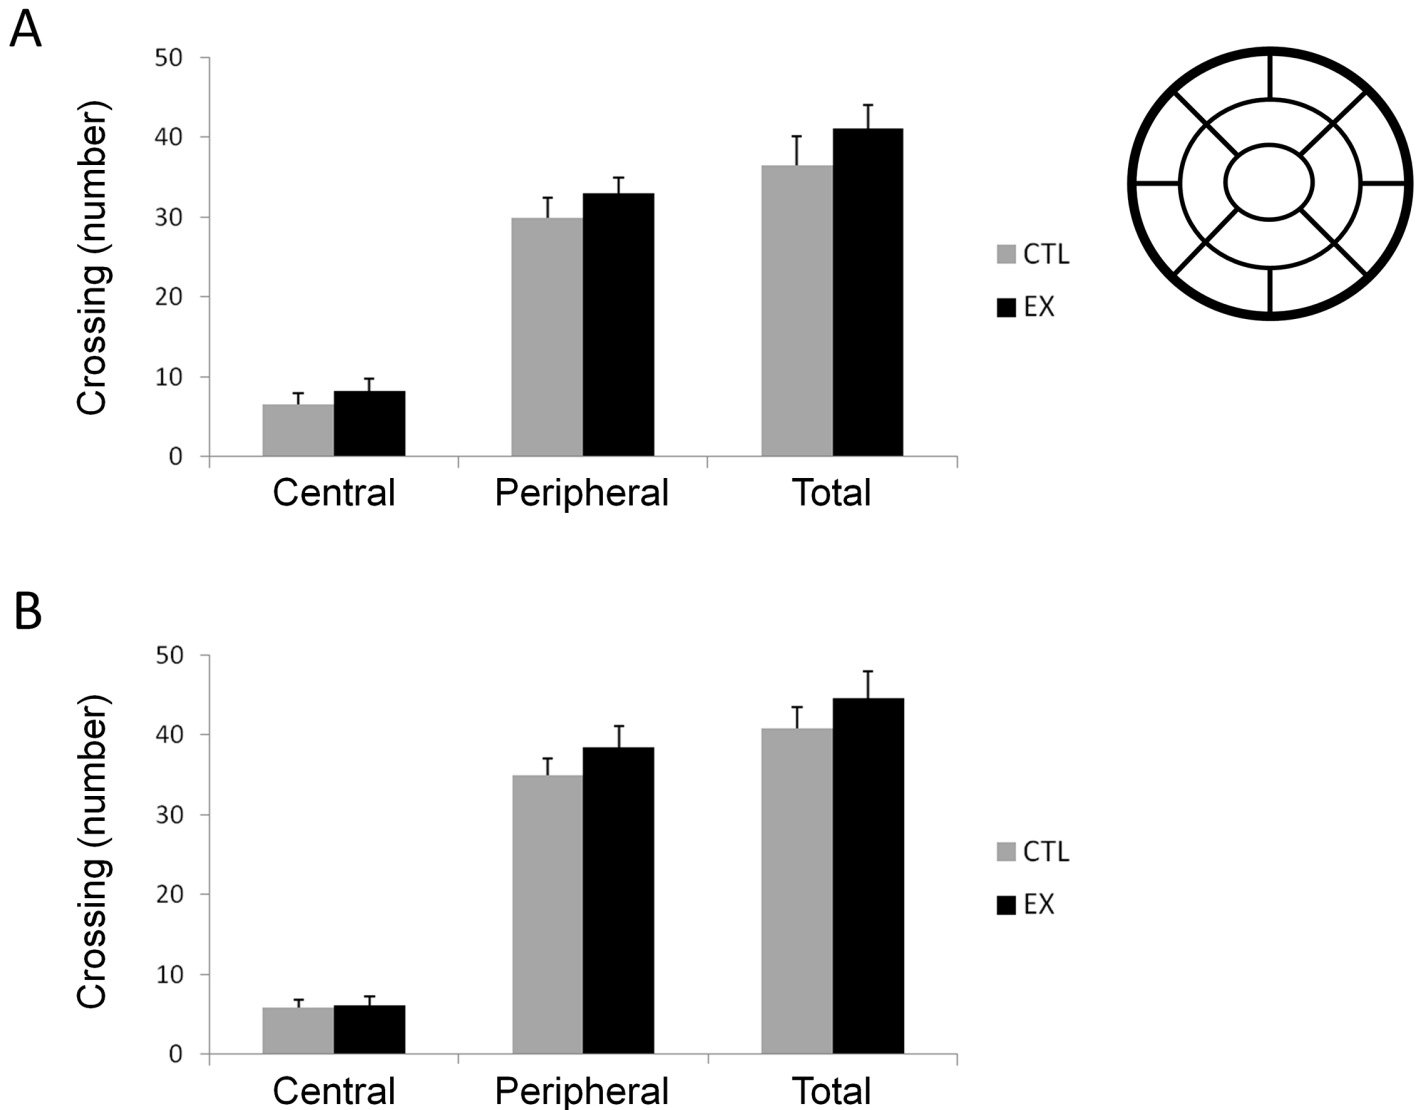 A
50
40
30
20
10
0
Crossing (number)
Central Peripheral Total
CTL
EX
B
50
40
30
20
10
0
Crossing (number)
Central Peripheral Total
CTL
EX